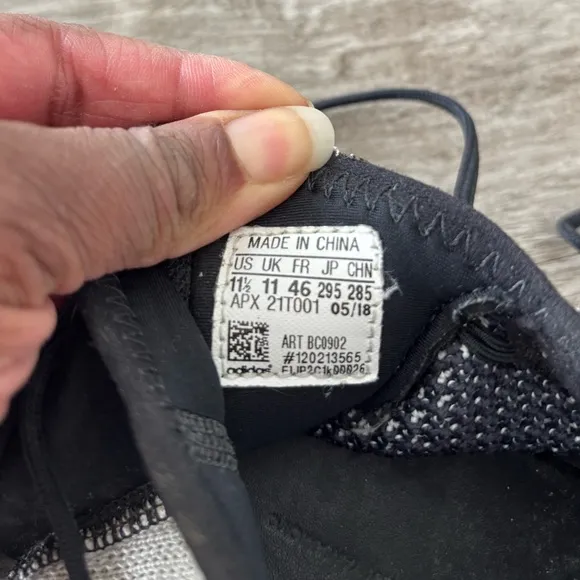 MADE IN CHINA
US UK FR JP CHN
11½ 11 46 295 285
APX 21T001 05/18
ART BC0902
#120213565
adidas